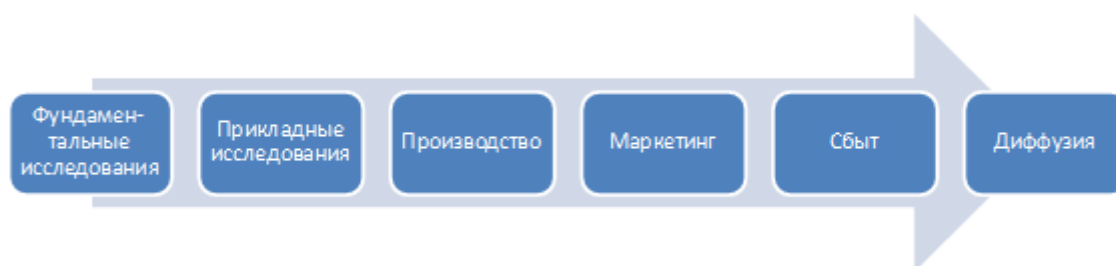 Фундамен-
тальные
исследования
Прикладные
исследования
Производство
Маркетинг
Сбыт
Диффузия